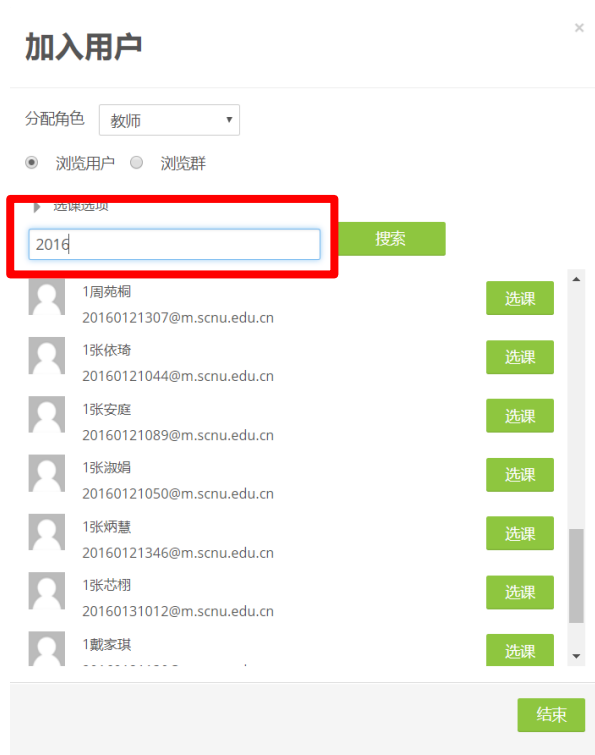 ×
加入用户
分配角色 教师
浏览用户 浏览群
选课选项
2016 搜索
1周苑桐 选课
20160121307@m.scnu.edu.cn
1张依琦 选课
20160121044@m.scnu.edu.cn
1张安庭 选课
20160121089@m.scnu.edu.cn
1张淑娟 选课
20160121050@m.scnu.edu.cn
1张炳慧 选课
20160121346@m.scnu.edu.cn
1张芯栩 选课
20160131012@m.scnu.edu.cn
1戴家琪 选课
结束